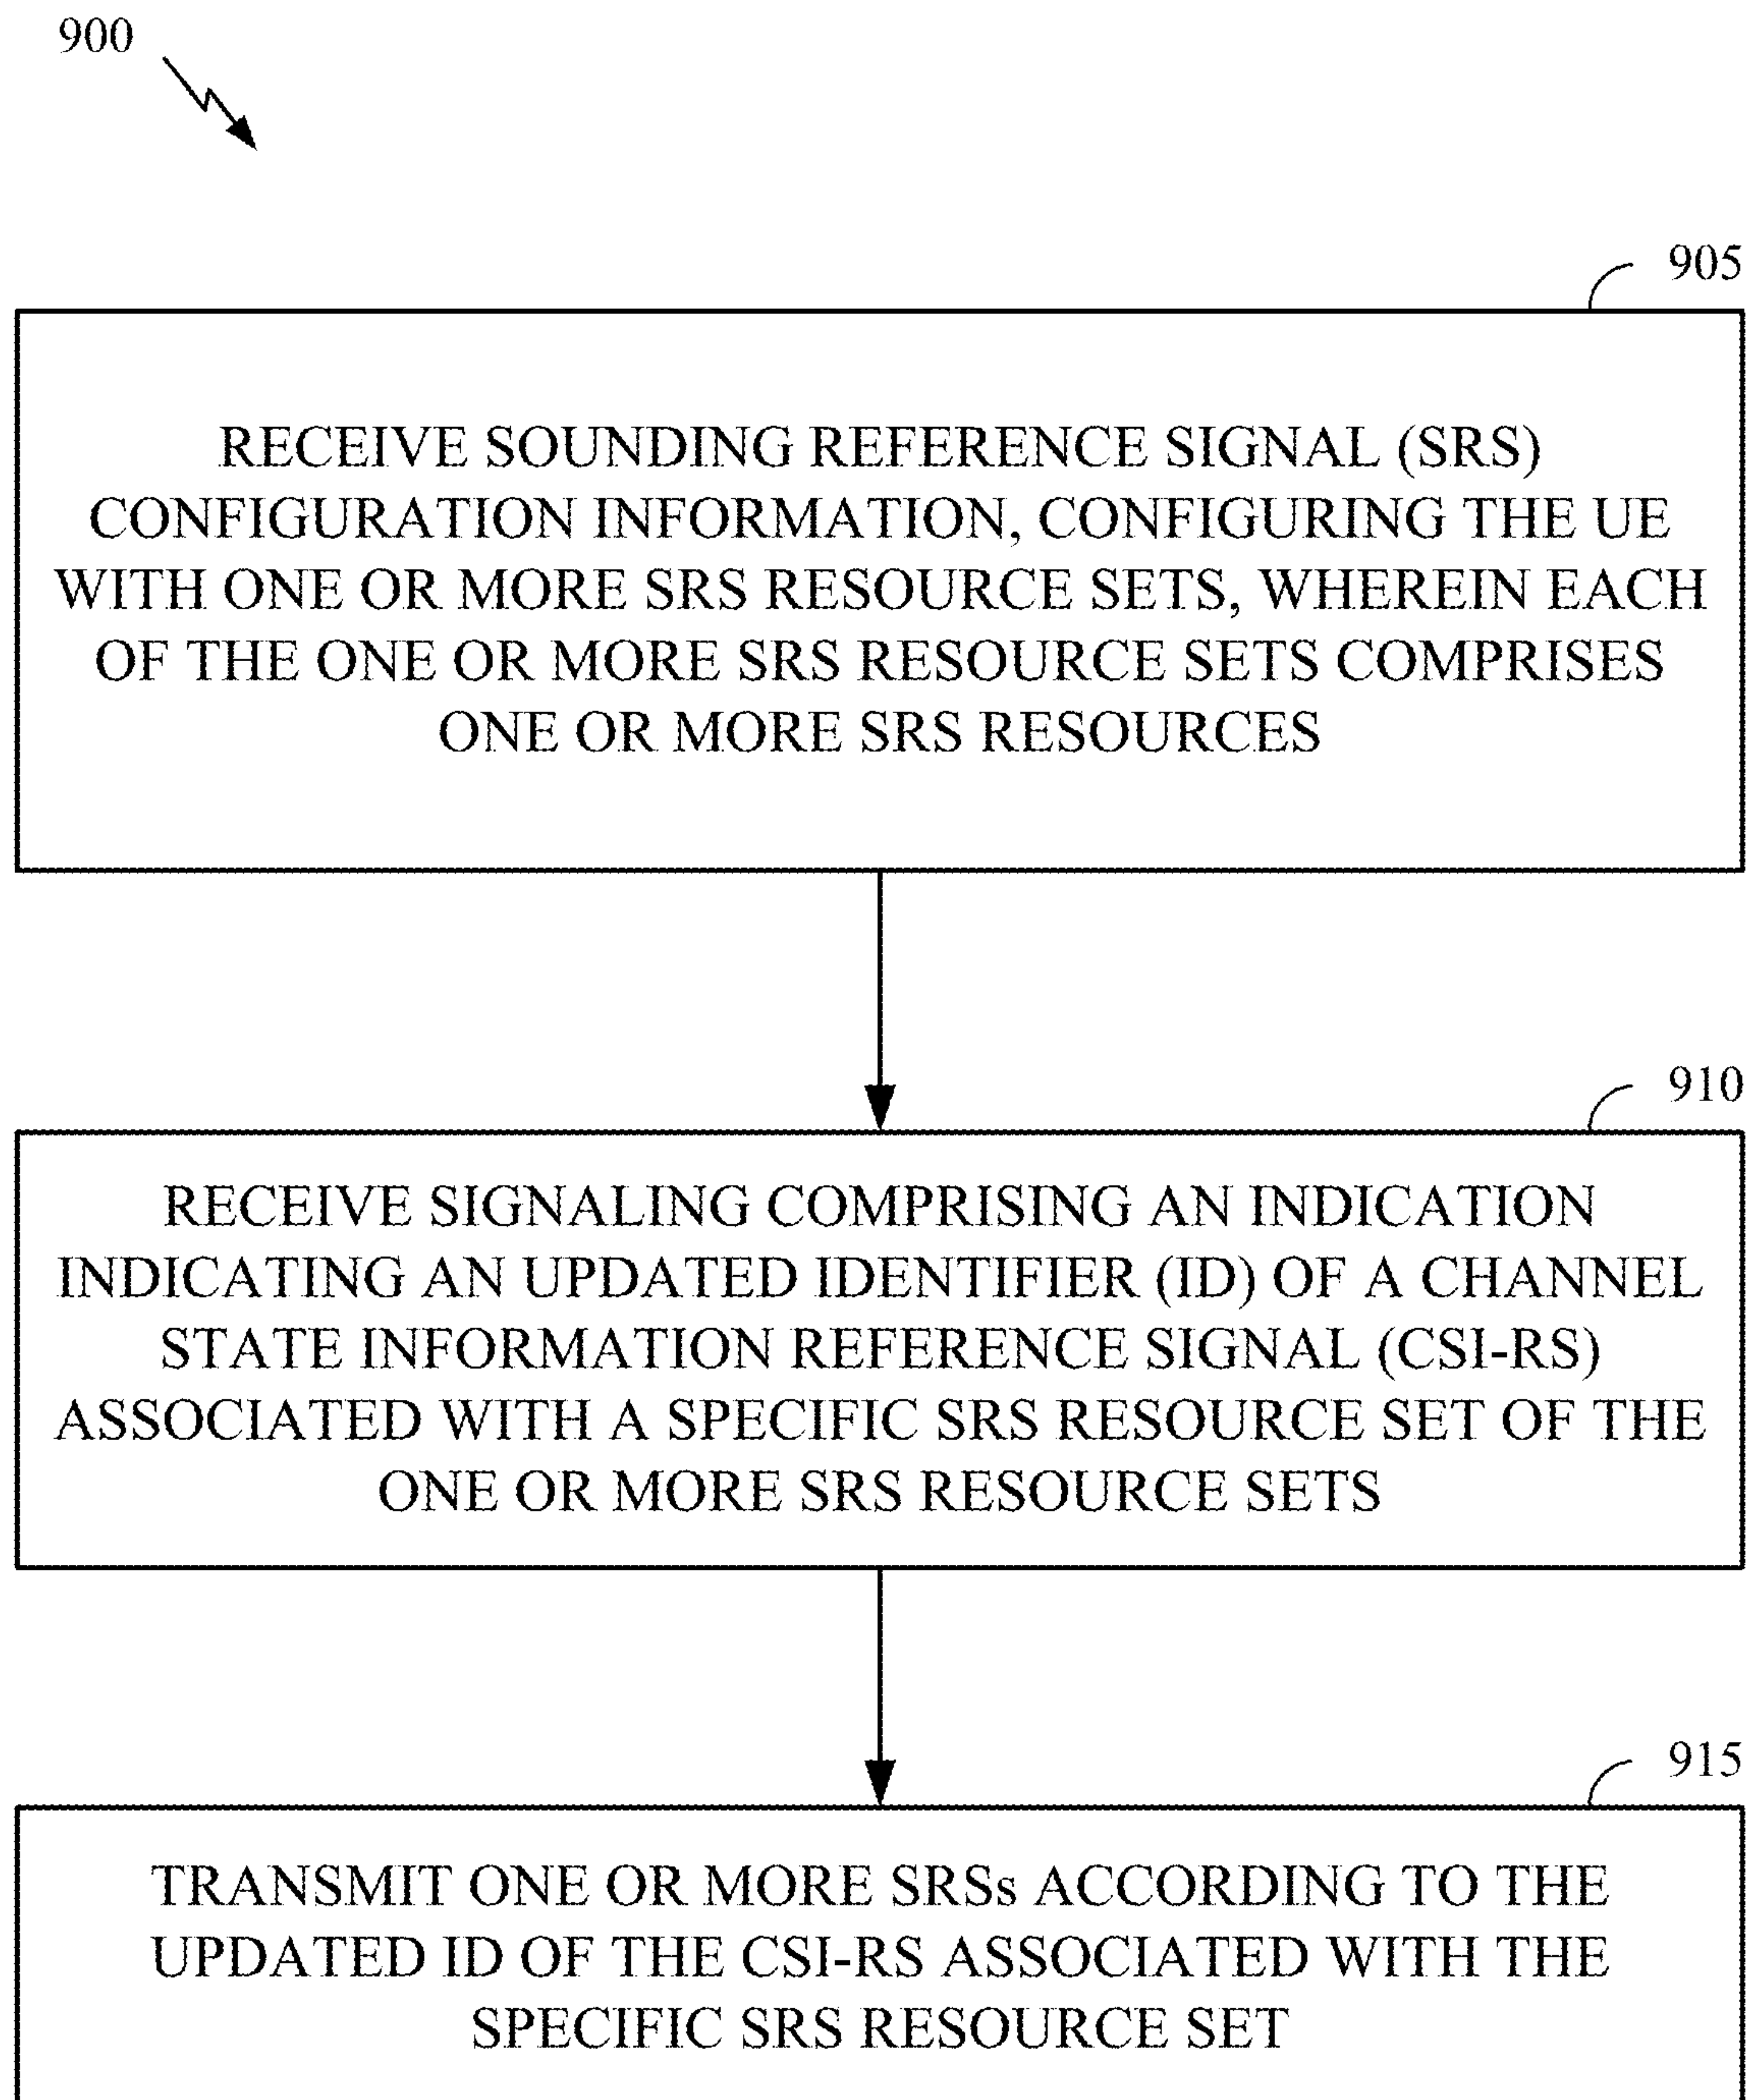 900
905
RECEIVE SOUNDING REFERENCE SIGNAL (SRS)
CONFIGURATION INFORMATION, CONFIGURING THE UE
WITH ONE OR MORE SRS RESOURCE SETS, WHEREIN EACH
OF THE ONE OR MORE SRS RESOURCE SETS COMPRISES
ONE OR MORE SRS RESOURCES
910
RECEIVE SIGNALING COMPRISING AN INDICATION
INDICATING AN UPDATED IDENTIFIER (ID) OF A CHANNEL
STATE INFORMATION REFERENCE SIGNAL (CSI-RS)
ASSOCIATED WITH A SPECIFIC SRS RESOURCE SET OF THE
ONE OR MORE SRS RESOURCE SETS
915
TRANSMIT ONE OR MORE SRSs ACCORDING TO THE
UPDATED ID OF THE CSI-RS ASSOCIATED WITH THE
SPECIFIC SRS RESOURCE SET